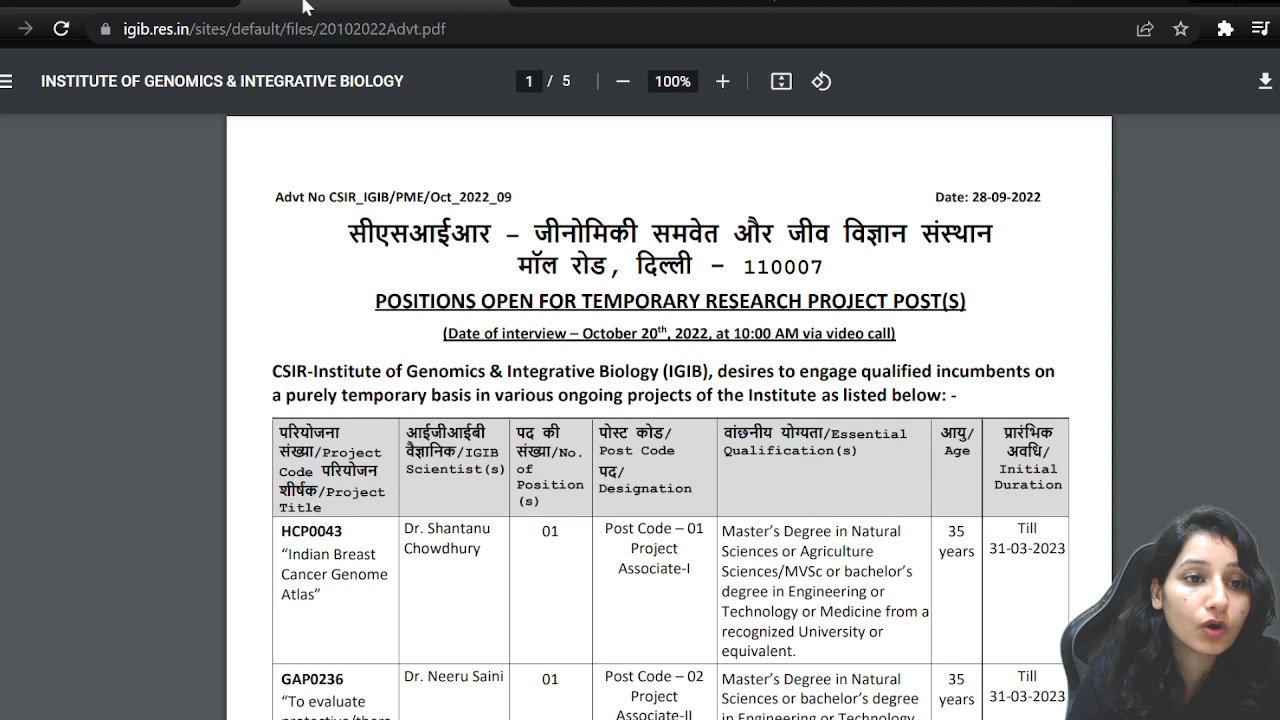 igib.res.in/sites/default/files/20102022Advt.pdf
INSTITUTE OF GENOMICS & INTEGRATIVE BIOLOGY
1 / 5
100%
Advt No CSIR_IGIB/PME/Oct_2022_09
Date: 28-09-2022
सीएसआईआर – जीनोमिकी समवेत और जीव विज्ञान संस्थान
मॉल रोड, दिल्ली – 110007
POSITIONS OPEN FOR TEMPORARY RESEARCH PROJECT POST(S)
(Date of interview – October 20th, 2022, at 10:00 AM via video call)
CSIR-Institute of Genomics & Integrative Biology (IGIB), desires to engage qualified incumbents on
a purely temporary basis in various ongoing projects of the Institute as listed below: -
परियोजना
संख्या/Project
Code परियोजन
शीर्षक/Project
Title
आईजीआईबी
वैज्ञानिक/IGIB
Scientist(s)
पद की
संख्या/No.
of
Position
(s)
पोस्ट कोड/
Post Code
पद/
Designation
वांछनीय योग्यता/Essential
Qualification(s)
आयु/
Age
प्रारंभिक
अवधि/
Initial
Duration
HCP0043
“Indian Breast
Cancer Genome
Atlas”
Dr. Shantanu
Chowdhury
01
Post Code – 01
Project
Associate-I
Master’s Degree in Natural
Sciences or Agriculture
Sciences/MVSc or bachelor’s
degree in Engineering or
Technology or Medicine from a
recognized University or
equivalent.
35
years
Till
31-03-2023
GAP0236
“To evaluate
Dr. Neeru Saini
01
Post Code – 02
Project
Associate-II
Master’s Degree in Natural
Sciences or bachelor’s degree
in Engineering or Technology
35
years
Till
31-03-2023